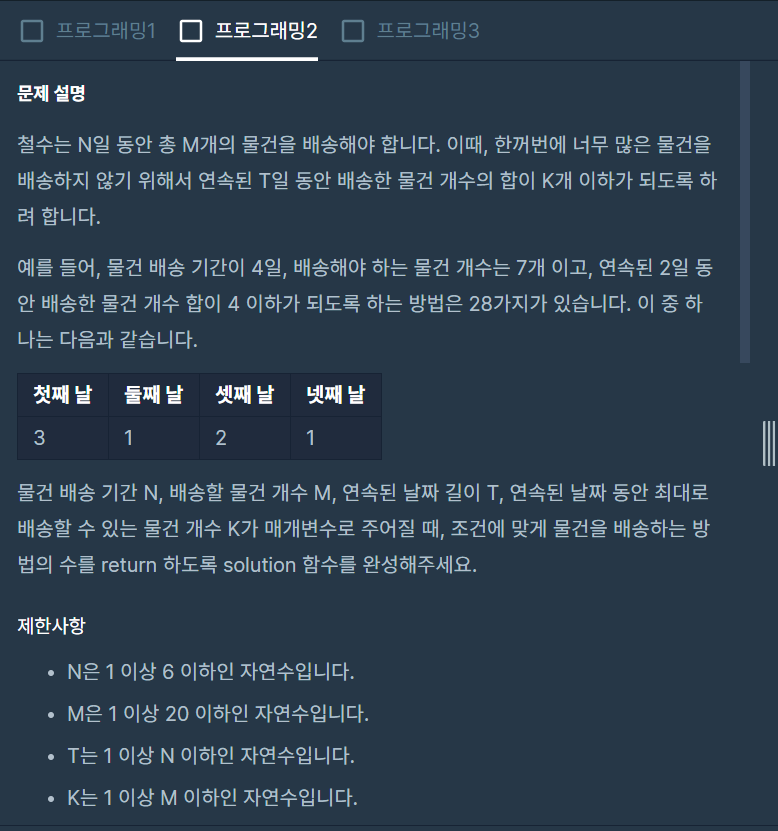 프로그래밍1 프로그래밍2 프로그래밍3
문제 설명
철수는 N일 동안 총 M개의 물건을 배송해야 합니다. 이때, 한꺼번에 너무 많은 물건을
배송하지 않기 위해서 연속된 T일 동안 배송한 물건 개수의 합이 K개 이하가 되도록 하
려 합니다.
예를 들어, 물건 배송 기간이 4일, 배송해야 하는 물건 개수는 7개 이고, 연속된 2일 동
안 배송한 물건 개수 합이 4 이하가 되도록 하는 방법은 28가지가 있습니다. 이 중 하
나는 다음과 같습니다.
첫째 날 둘째 날 셋째 날 넷째 날
3 1 2 1
물건 배송 기간 N, 배송할 물건 개수 M, 연속된 날짜 길이 T, 연속된 날짜 동안 최대로
배송할 수 있는 물건 개수 K가 매개변수로 주어질 때, 조건에 맞게 물건을 배송하는 방
법의 수를 return 하도록 solution 함수를 완성해주세요.
제한사항
• N은 1 이상 6 이하인 자연수입니다.
• M은 1 이상 20 이하인 자연수입니다.
• T는 1 이상 N 이하인 자연수입니다.
• K는 1 이상 M 이하인 자연수입니다.